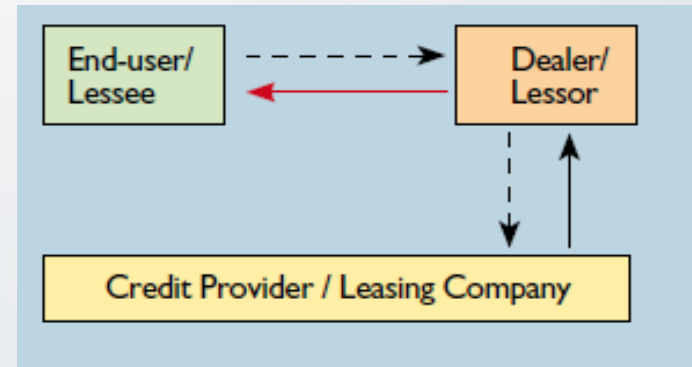 End-user/
Lessee
Dealer/
Lessor
Credit Provider / Leasing Company